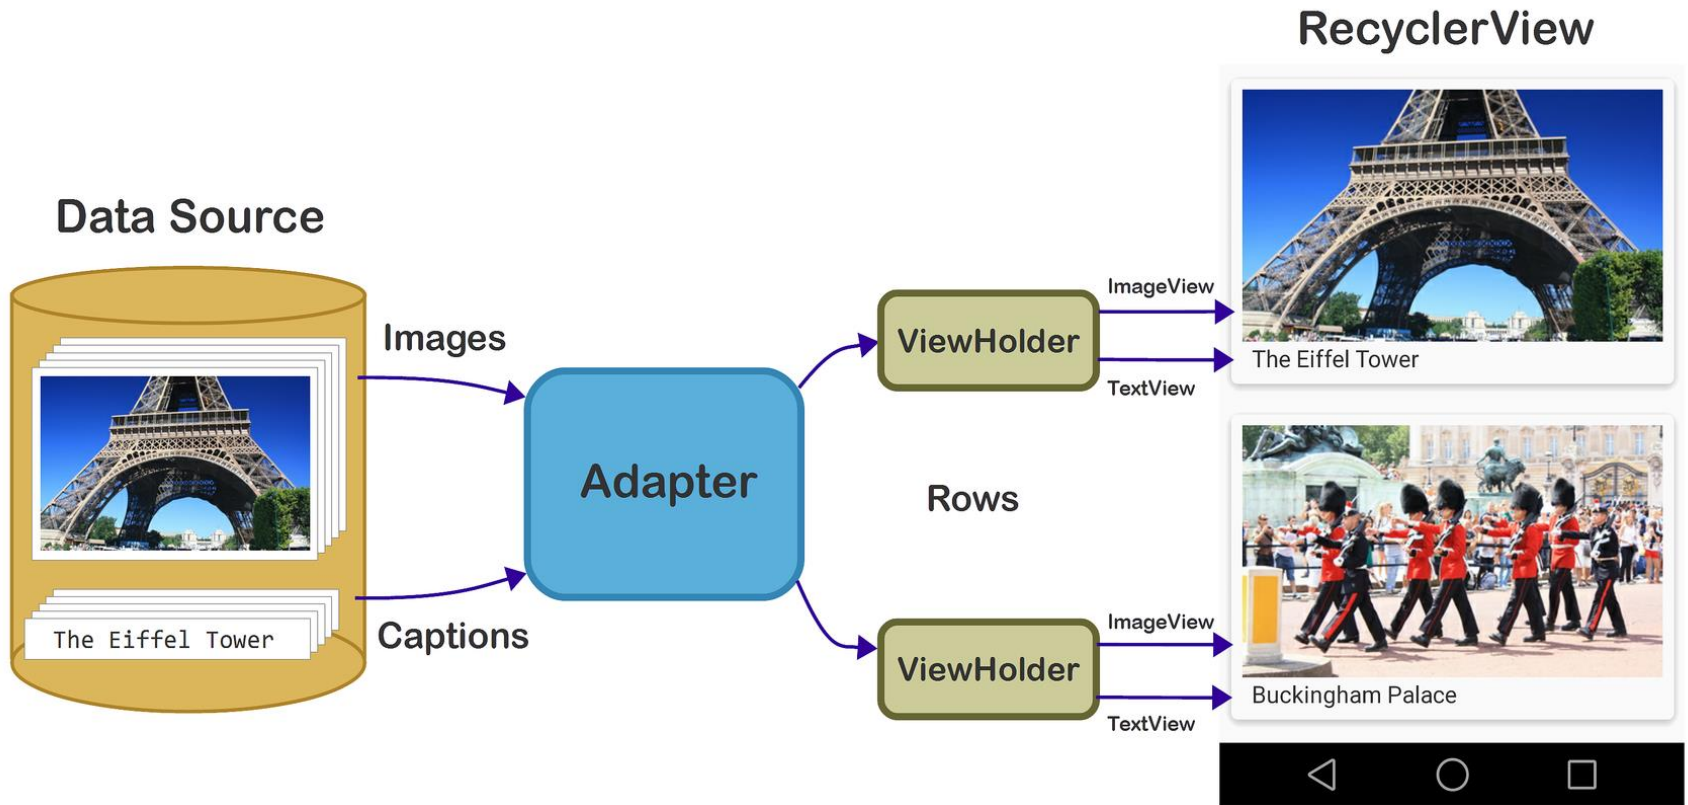 RecyclerView
Data Source
Images
The Eiffel Tower
Captions
Adapter
Rows
ViewHolder
ImageView
TextView
The Eiffel Tower
ViewHolder
ImageView
TextView
Buckingham Palace